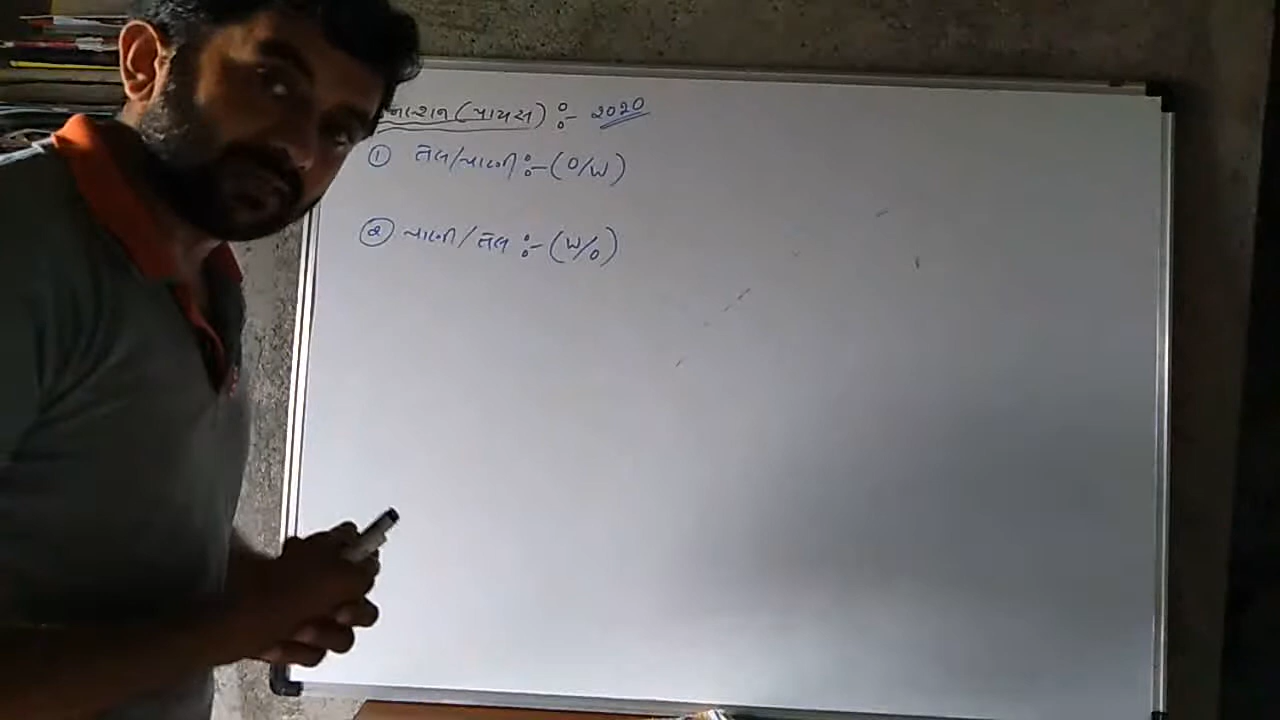 (પાયસ) :- 2020
① તેલ/પાણી :- (O/W)
② પાણી/તેલ :- (W/O)